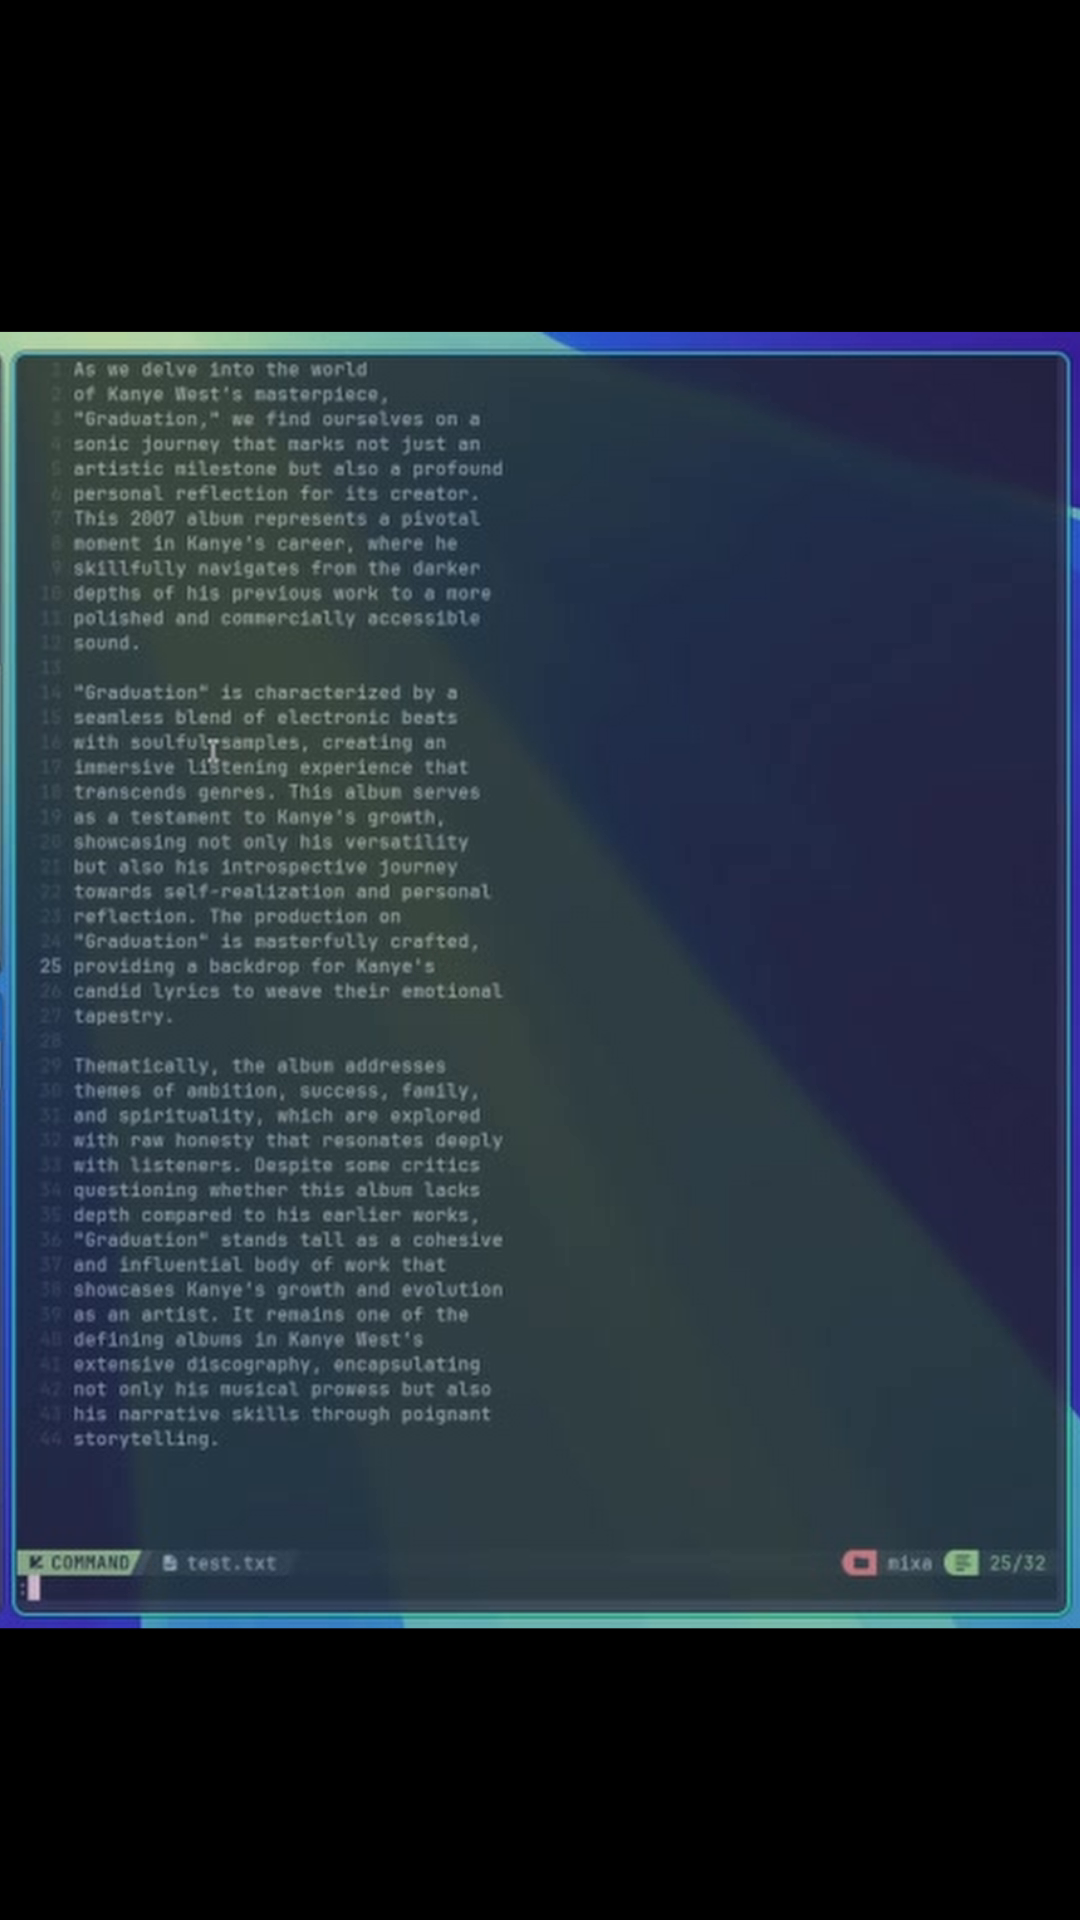 1 As we delve into the world
2 of Kanye West's masterpiece,
3 "Graduation," we find ourselves on a
4 sonic journey that marks not just an
5 artistic milestone but also a profound
6 personal reflection for its creator.
7 This 2007 album represents a pivotal
8 moment in Kanye's career, where he
9 skillfully navigates from the darker
10 depths of his previous work to a more
11 polished and commercially accessible
12 sound.
13
14 "Graduation" is characterized by a
15 seamless blend of electronic beats
16 with soulful samples, creating an
17 immersive listening experience that
18 transcends genres. This album serves
19 as a testament to Kanye's growth,
20 showcasing not only his versatility
21 but also his introspective journey
22 towards self-realization and personal
23 reflection. The production on
24 "Graduation" is masterfully crafted,
25 providing a backdrop for Kanye's
26 candid lyrics to weave their emotional
27 tapestry.
28
29 Thematically, the album addresses
30 themes of ambition, success, family,
31 and spirituality, which are explored
32 with raw honesty that resonates deeply
33 with listeners. Despite some critics
34 questioning whether this album lacks
35 depth compared to his earlier works,
36 "Graduation" stands tall as a cohesive
37 and influential body of work that
38 showcases Kanye's growth and evolution
39 as an artist. It remains one of the
40 defining albums in Kanye West's
41 extensive discography, encapsulating
42 not only his musical prowess but also
43 his narrative skills through poignant
44 storytelling.
COMMAND test.txt mixa 25/32
: